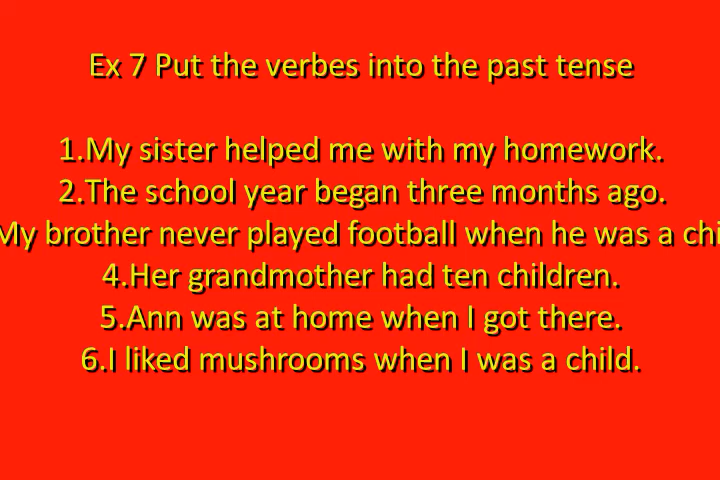 Ex 7 Put the verbes into the past tense
1.My sister helped me with my homework.
2.The school year began three months ago.
My brother never played football when he was a chi
4.Her grandmother had ten children.
5.Ann was at home when I got there.
6.I liked mushrooms when I was a child.